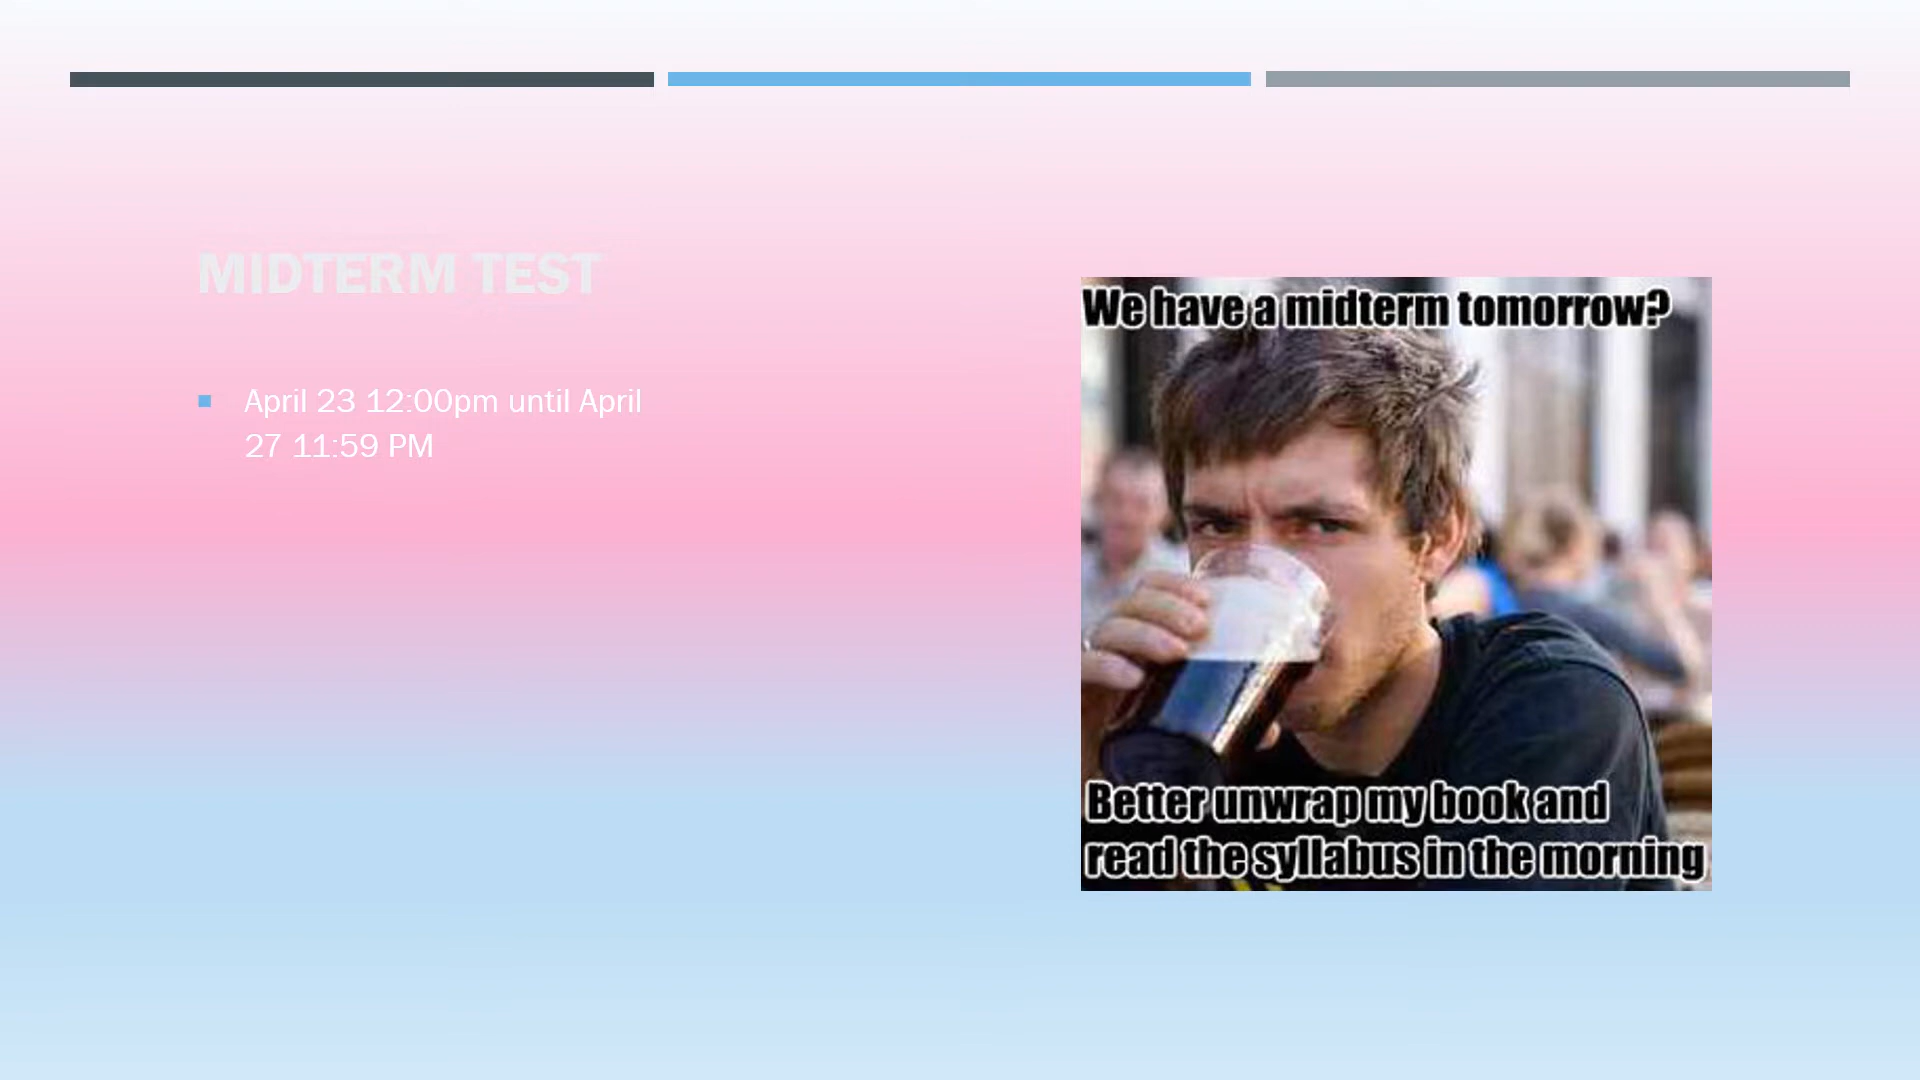 MIDTERM TEST
April 23 12:00pm until April
27 11:59 PM
We have a midterm tomorrow?
Better unwrap my book and
read the syllabus in the morning